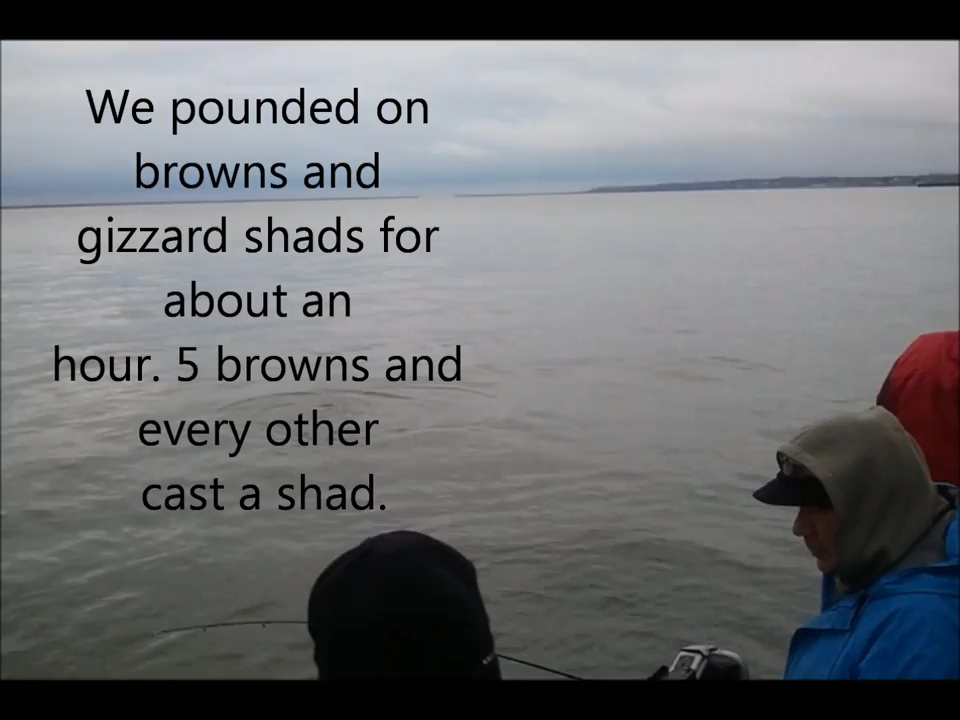 We pounded on
browns and
gizzard shads for
about an
hour. 5 browns and
every other
cast a shad.